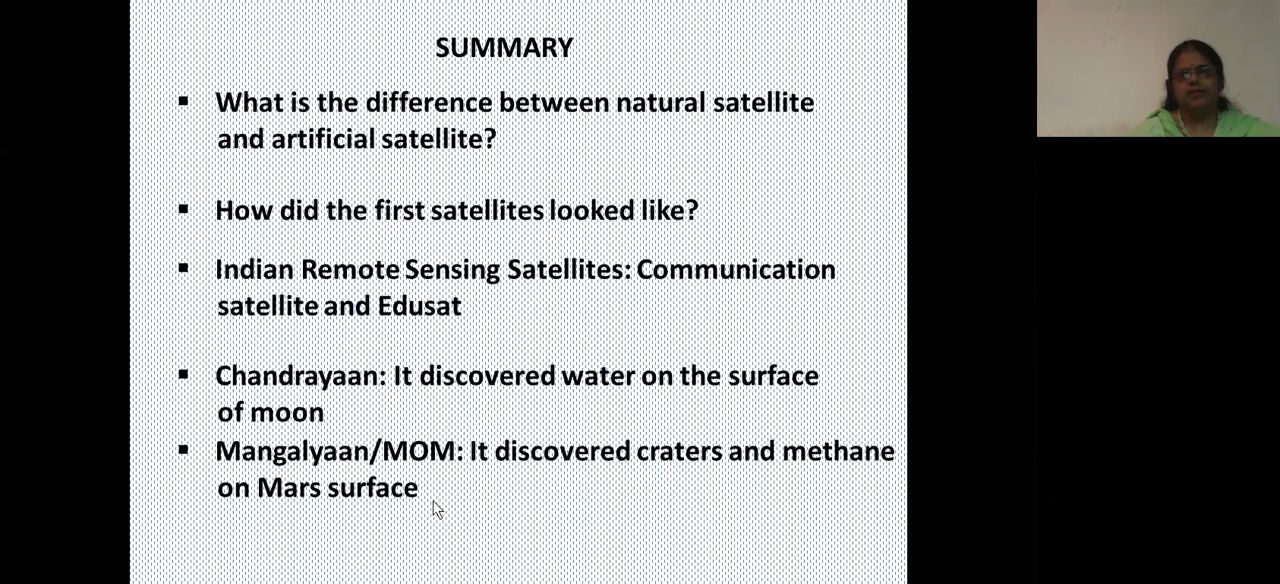 SUMMARY
▪ What is the difference between natural satellite
and artificial satellite?
▪ How did the first satellites looked like?
▪ Indian Remote Sensing Satellites: Communication
satellite and Edusat
▪ Chandrayaan: It discovered water on the surface
of moon
▪ Mangalyaan/MOM: It discovered craters and methane
on Mars surface